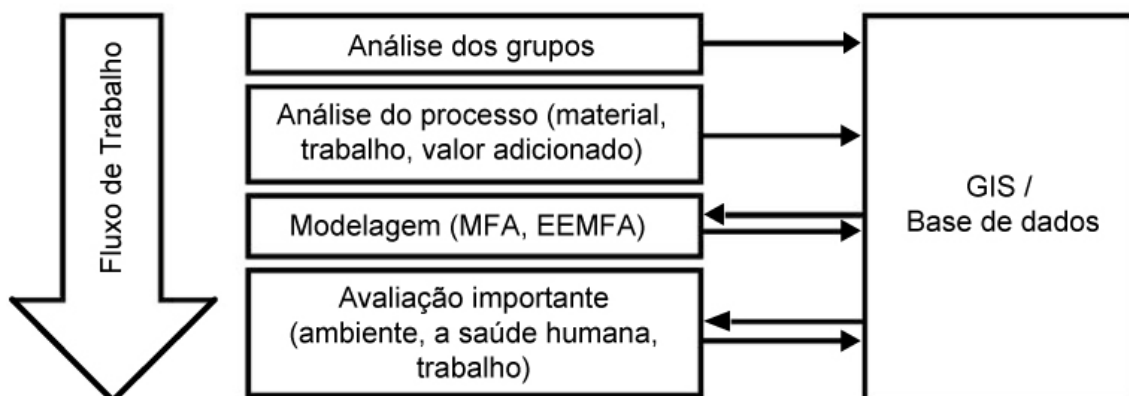 Fluxo de Trabalho
Análise dos grupos
Análise do processo (material,
trabalho, valor adicionado)
Modelagem (MFA, EEMFA)
Avaliação importante
(ambiente, a saúde humana,
trabalho)
GIS /
Base de dados